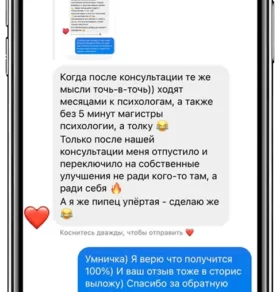 Когда после консультации те же
мысли точь-в-точь)) ходят
месяцами к психологам, а также
без 5 минут магистры
психологии, а толку 😂
Только после нашей
консультации меня отпустило и
переключило на собственные
улучшения не ради кого-то там, а
ради себя 🔥
А я же пипец упёртая - сделаю же
😂
Коснитесь дважды, чтобы отправить ❤️
Умничка) Я верю что получится
100%) И ваш отзыв тоже в сторис
выложу) Спасибо за обратную